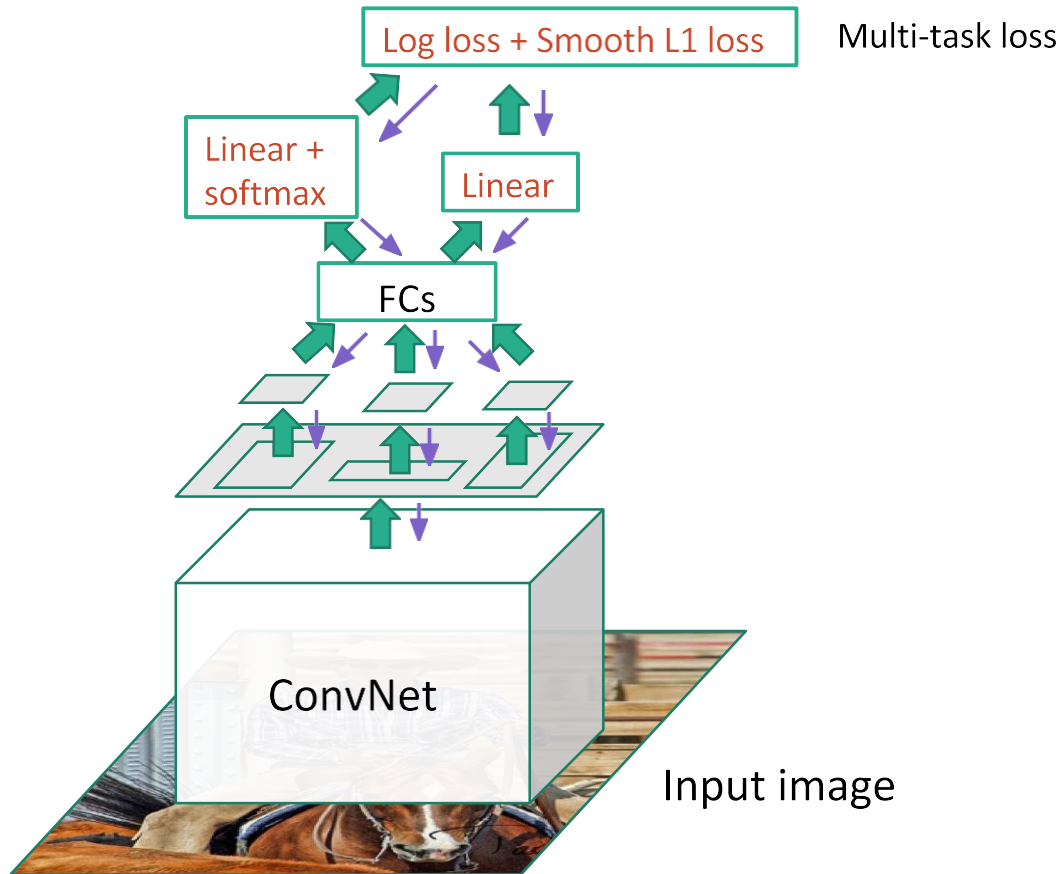 Log loss + Smooth L1 loss
Multi-task loss
Linear +
softmax
Linear
FCs
ConvNet
Input image